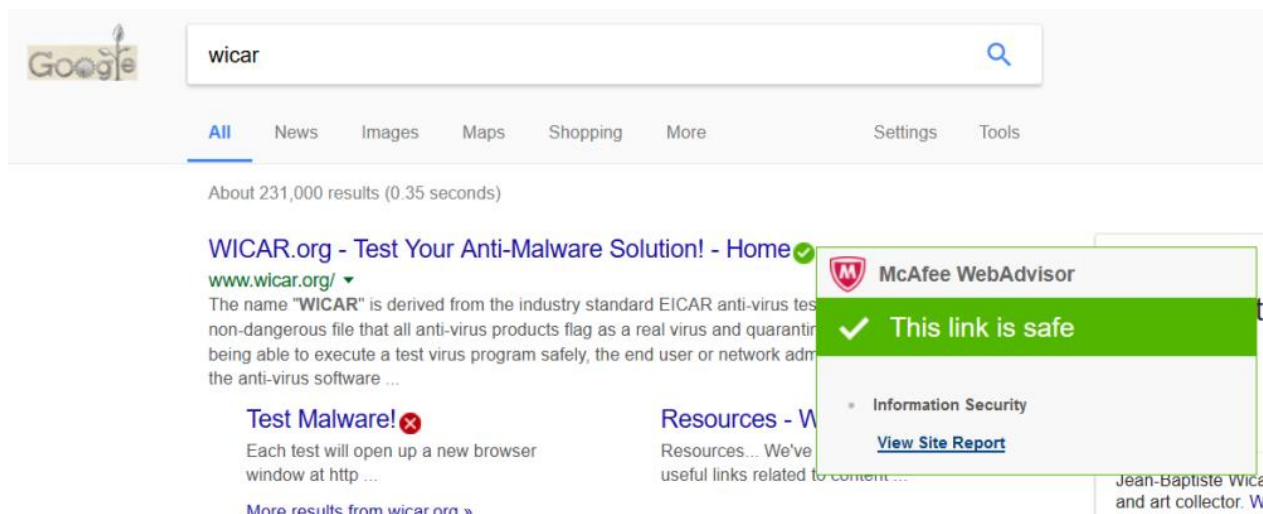 Google
wicar
All News Images Maps Shopping More Settings Tools
About 231,000 results (0.35 seconds)
WICAR.org - Test Your Anti-Malware Solution! - Home
www.wicar.org/
The name "WICAR" is derived from the industry standard EICAR anti-virus
non-dangerous file that all anti-virus products flag as a real virus and
being able to execute a test virus program safely, the end user or network
the anti-virus software ...
McAfee WebAdvisor
This link is safe
Information Security
View Site Report
Test Malware!
Each test will open up a new browser
window at http ...
Resources -
Resources... We've
useful links related to content ...
More results from wicar.org »
Jean-Baptiste
and art collector.